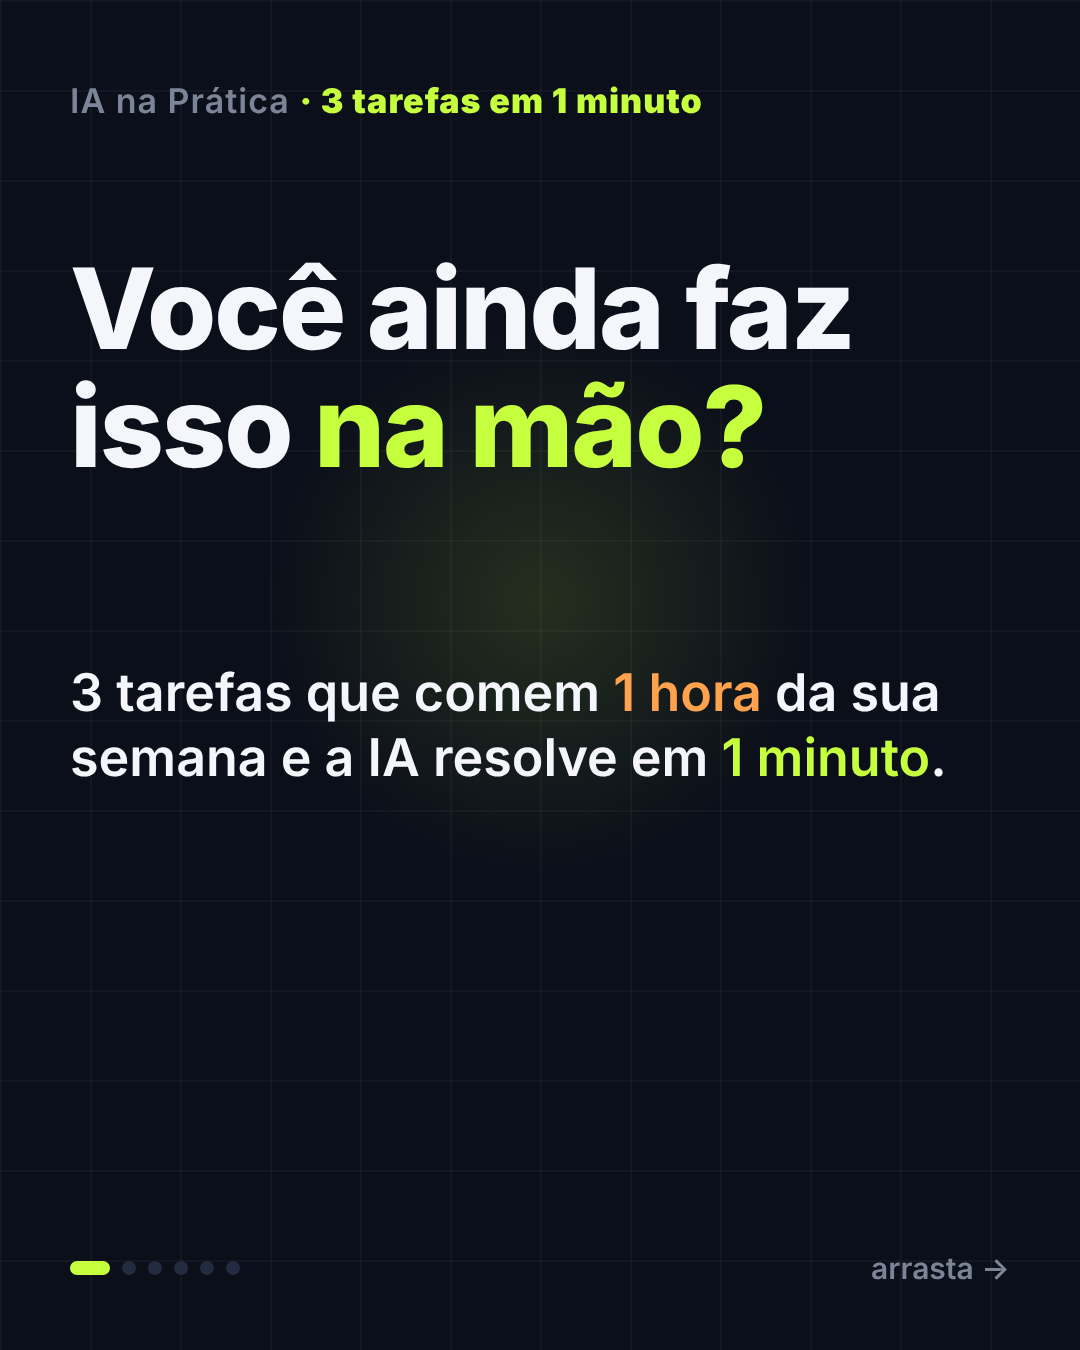 IA na Prática · 3 tarefas em 1 minuto
Você ainda faz
isso na mão?
3 tarefas que comem 1 hora da sua
semana e a IA resolve em 1 minuto.
arrasta →